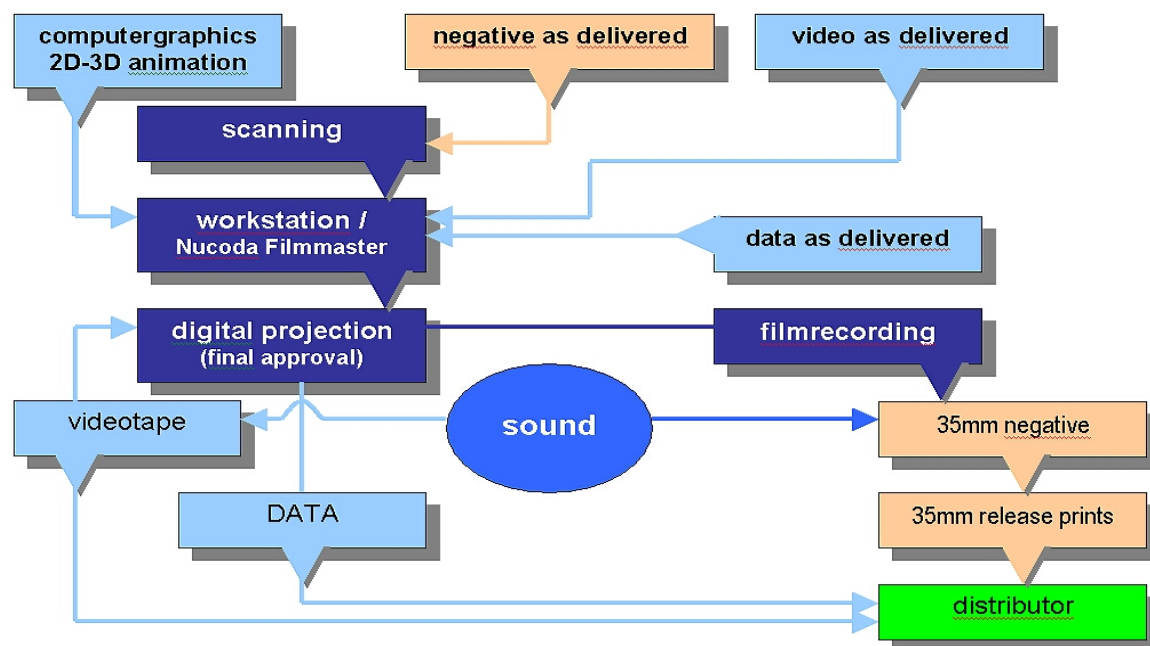 computergraphics
2D-3D animation
negative as delivered
video as delivered
scanning
workstation /
Nucoda Filmmaster
data as delivered
digital projection
(final approval)
filmrecording
videotape
sound
35mm negative
DATA
35mm release prints
distributor